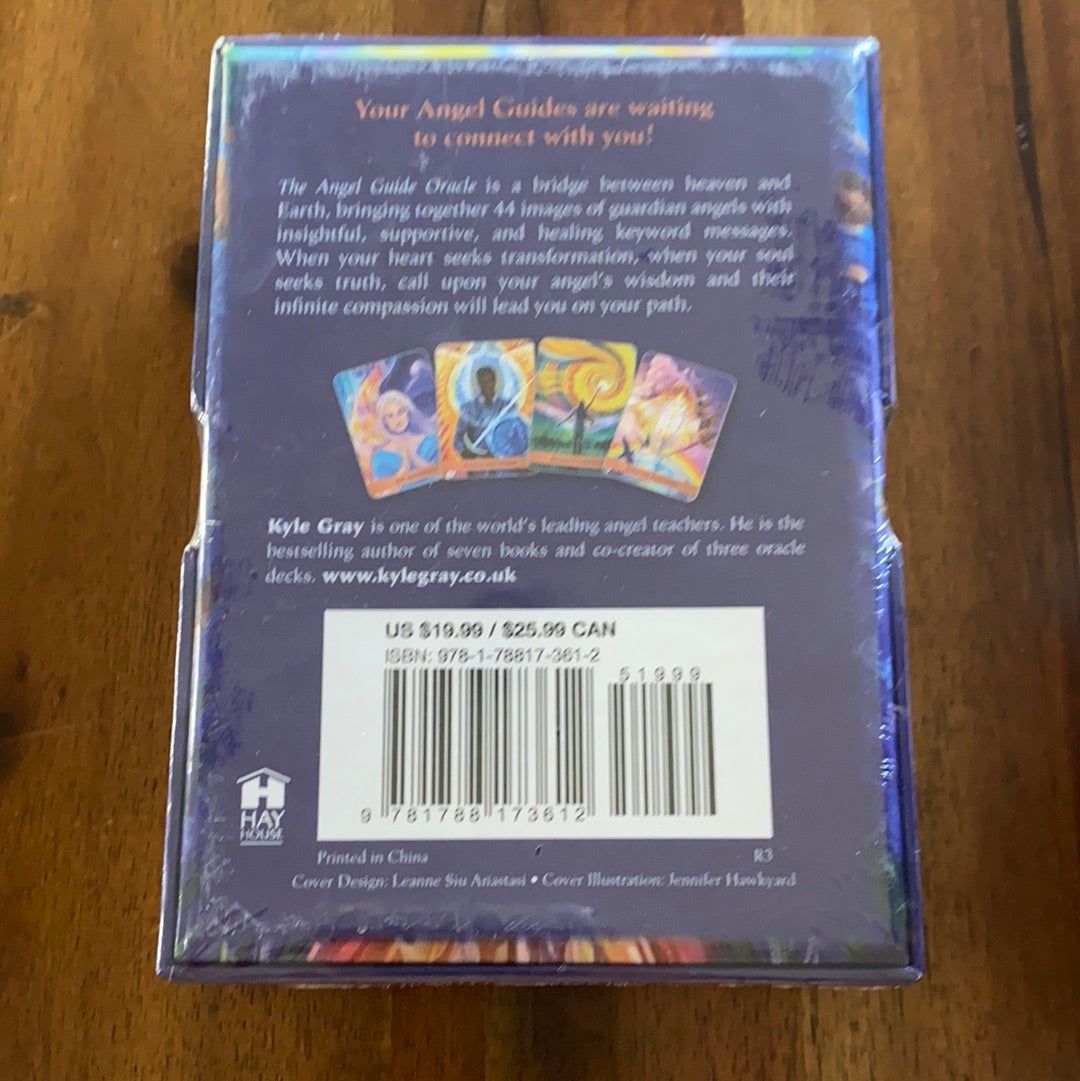 Your Angel Guides are waiting
to connect with you!
The Angel Guide Oracle is a bridge between heaven and
Earth, bringing together 44 images of guardian angels with
insightful, supportive, and healing keyword messages.
When your heart seeks transformation, when your soul
seeks truth, call upon your angel's wisdom and their
infinite compassion will lead you on your path.
Kyle Gray is one of the world's leading angel teachers. He is the
bestselling author of seven books and co-creator of three oracle
decks. www.kylegray.co.uk
US $19.99 / $25.99 CAN
ISBN: 978-1-78817-361-2
51999
9 781788 173612
HAY
HOUSE
Printed in China R3
Cover Design: Leanne Siu Anastasi • Cover Illustration: Jennifer Hawkyard